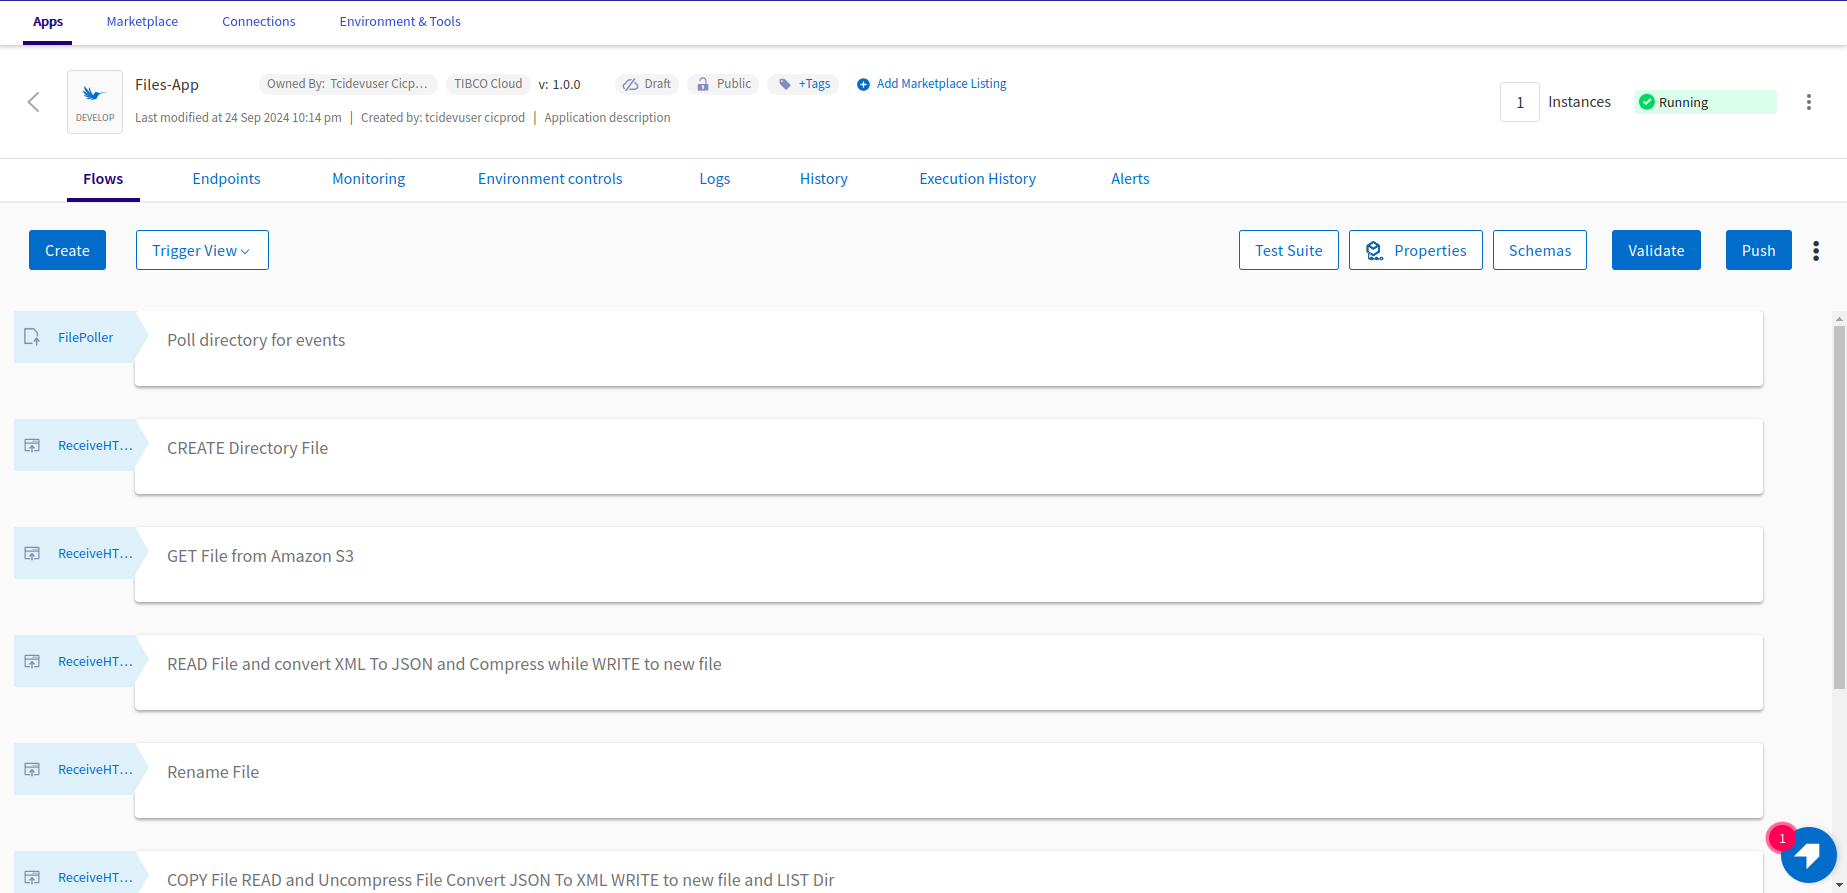 Apps Marketplace Connections Environment & Tools
Files-App Owned By: Tcidevuser Cicp... TIBCO Cloud v: 1.0.0 Draft Public +Tags Add Marketplace Listing
DEVELOP
Last modified at 24 Sep 2024 10:14 pm | Created by: tcidevuser cicprod | Application description
1 Instances Running
Flows Endpoints Monitoring Environment controls Logs History Execution History Alerts
Create Trigger View Test Suite Properties Schemas Validate Push
FilePoller Poll directory for events
ReceiveHT... CREATE Directory File
ReceiveHT... GET File from Amazon S3
ReceiveHT... READ File and convert XML To JSON and Compress while WRITE to new file
ReceiveHT... Rename File
1
ReceiveHT... COPY File READ and Uncompress File Convert JSON To XML WRITE to new file and LIST Dir